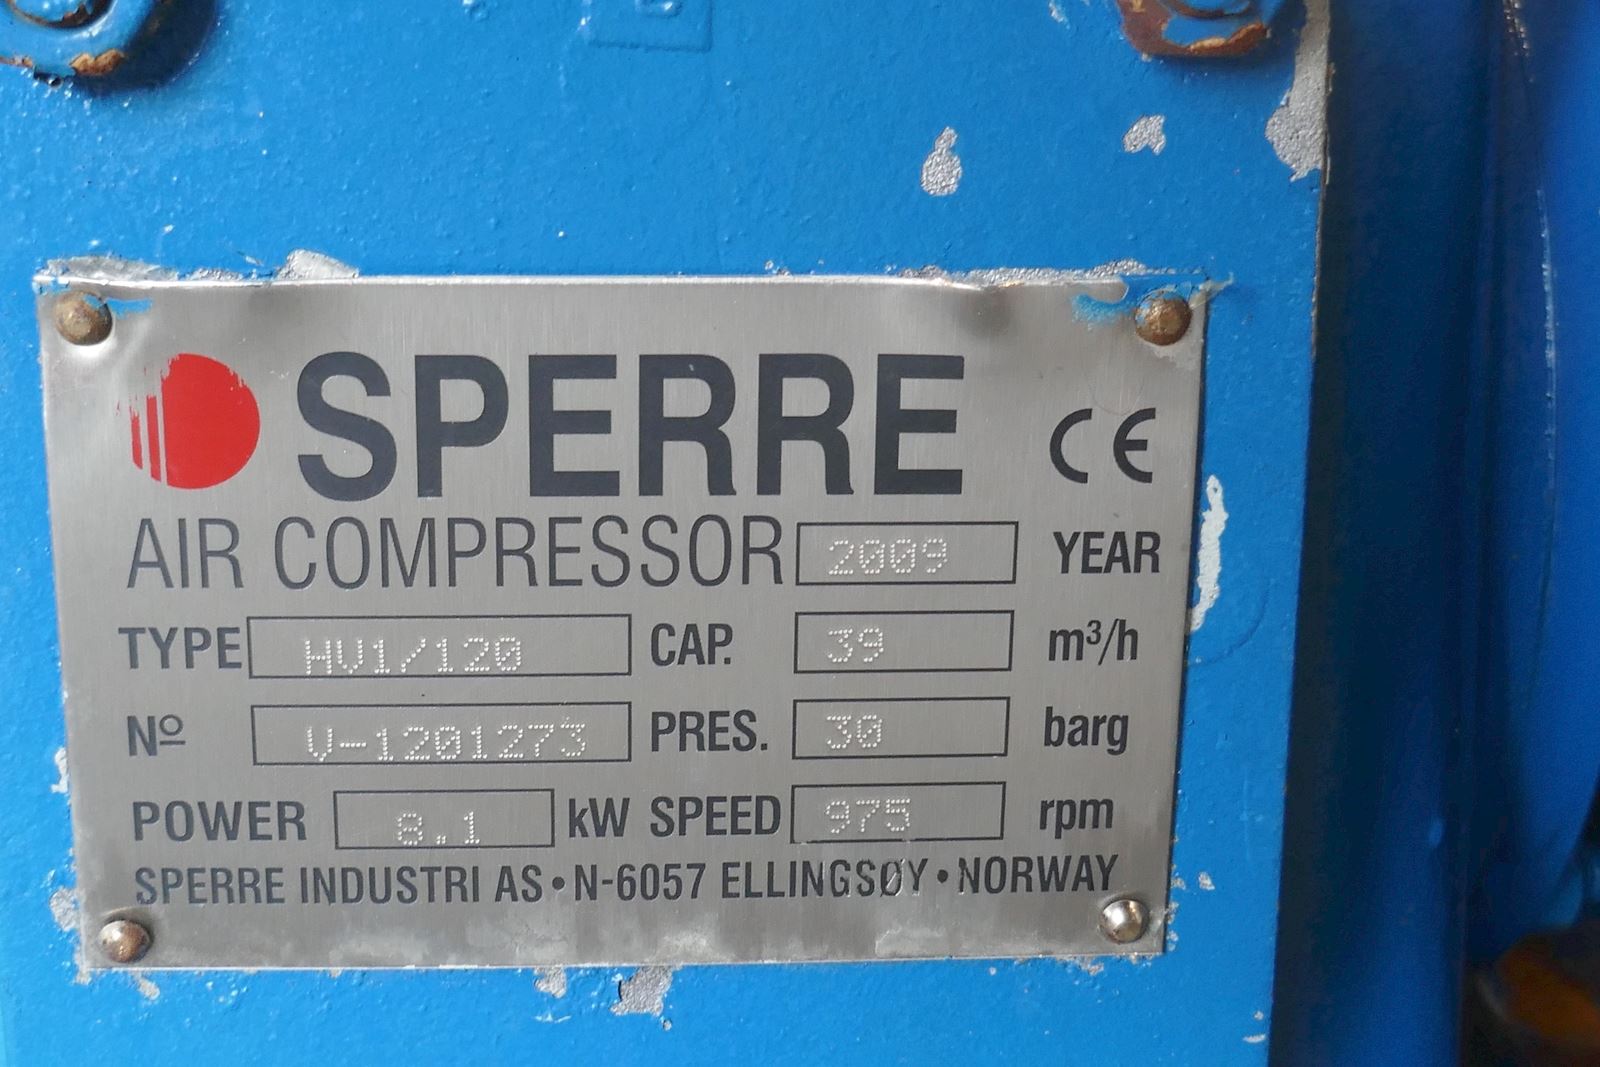 SPERRE CE
AIR COMPRESSOR 2009 YEAR
TYPE HV1/120 CAP. 39 m³/h
Nº V-1201273 PRES. 30 barg
POWER 8.1 kW SPEED 975 rpm
SPERRE INDUSTRI AS • N-6057 ELLINGSØY • NORWAY